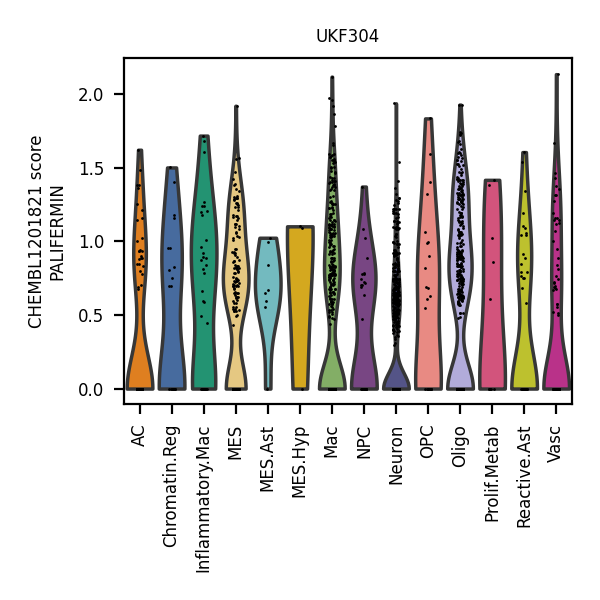 UKF304
CHEMBL1201821 score
PALIFERMIN
2.0
1.5
1.0
0.5
0.0
AC
Chromatin.Reg
Inflammatory.Mac
MES
MES.Ast
MES.Hyp
Mac
NPC
Neuron
OPC
Oligo
Prolif.Metab
Reactive.Ast
Vasc